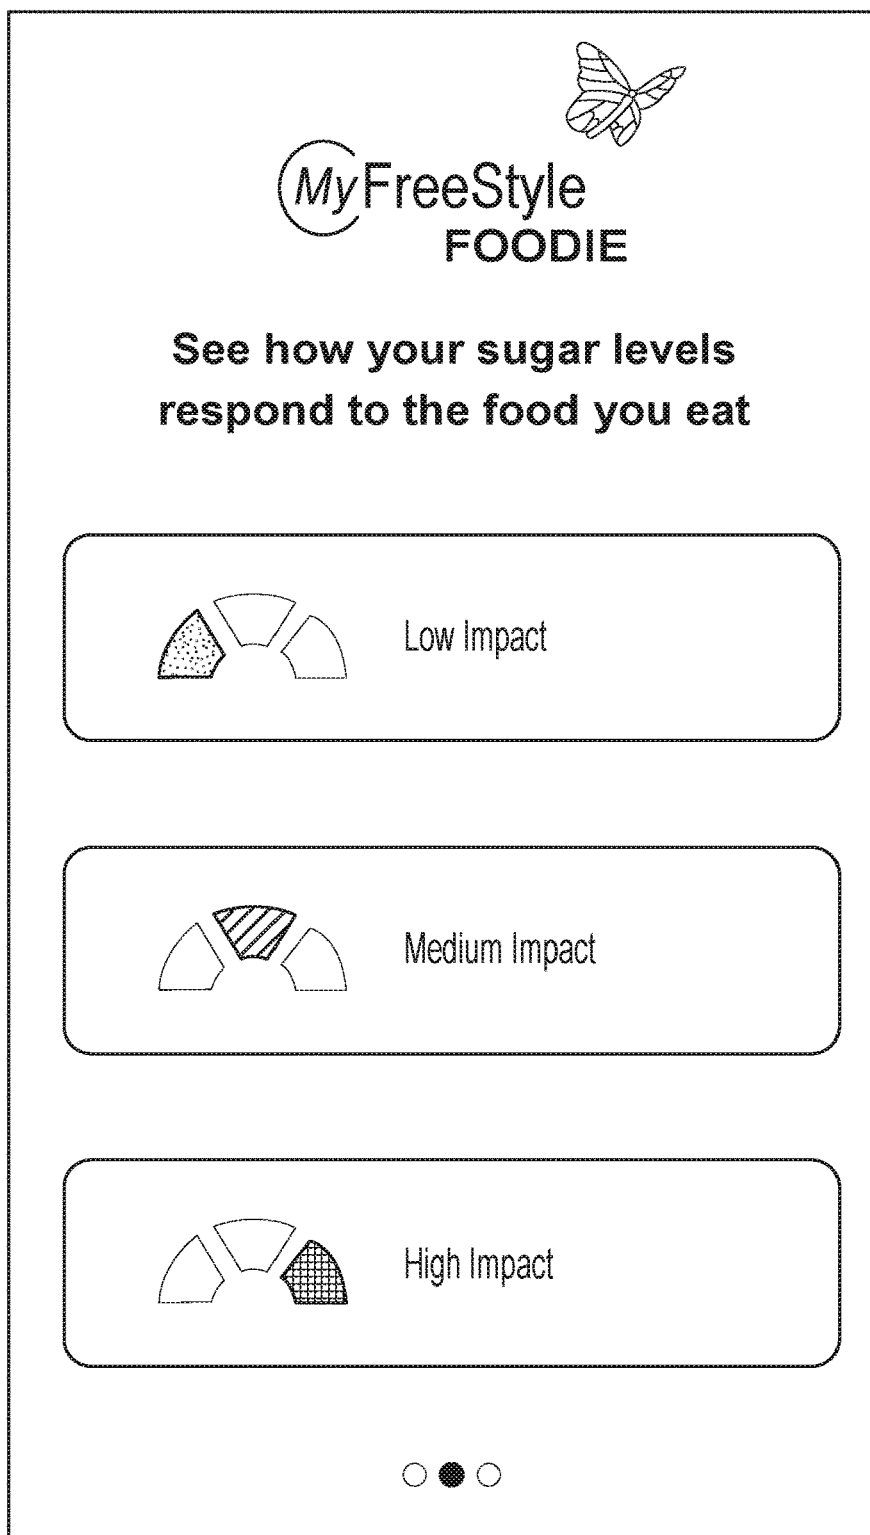 MyFreeStyle
FOODIE
See how your sugar levels
respond to the food you eat
Low Impact
Medium Impact
High Impact